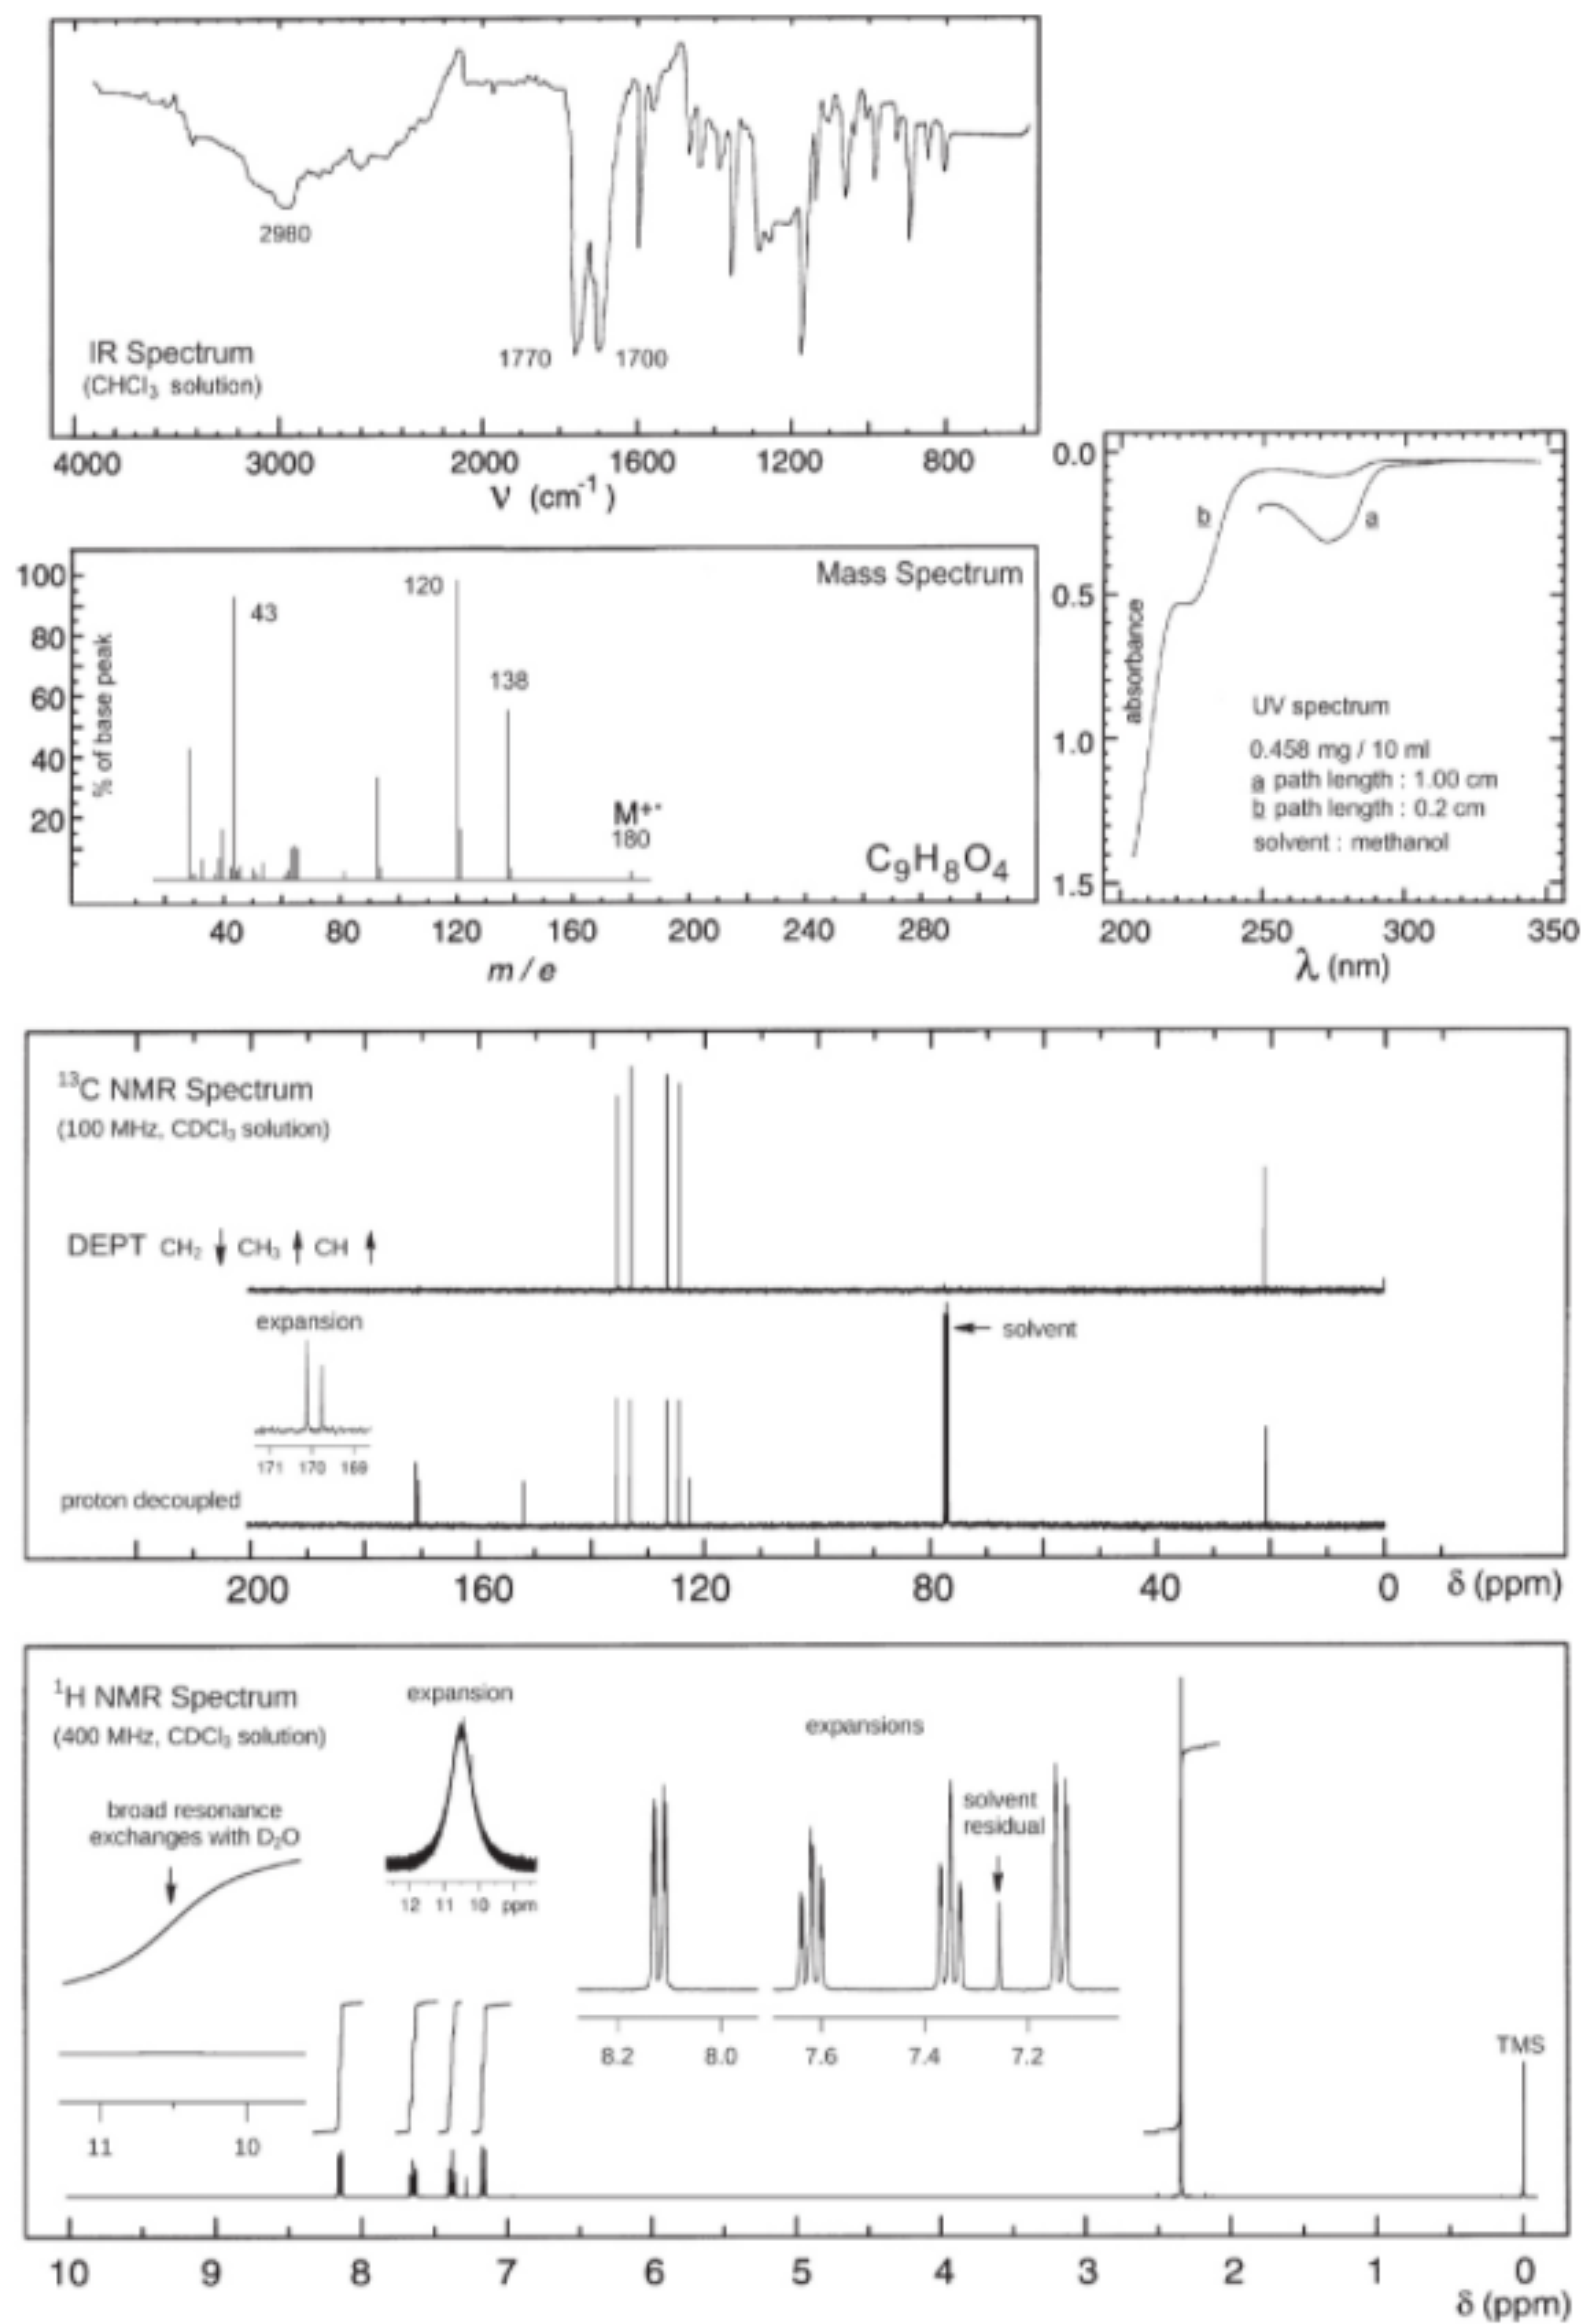 2980
IR Spectrum
(CHCl₃ solution)
1770
1700
4000 3000 2000 1600 1200 800
ν (cm⁻¹)
Mass Spectrum
100
80
60
40
20
% of base peak
43
120
138
M⁺·
180
C₉H₈O₄
40 80 120 160 200 240 280
m / e
0.0
0.5
1.0
1.5
absorbance
b
a
UV spectrum
0.458 mg / 10 ml
a path length : 1.00 cm
b path length : 0.2 cm
solvent : methanol
200 250 300 350
λ (nm)
¹³C NMR Spectrum
(100 MHz, CDCl₃ solution)
DEPT CH₂ ↓ CH₃ ↑ CH ↑
expansion
171 170 169
solvent
proton decoupled
200 160 120 80 40 0 δ (ppm)
¹H NMR Spectrum
(400 MHz, CDCl₃ solution)
broad resonance
exchanges with D₂O
expansion
12 11 10 ppm
expansions
solvent
residual
8.2 8.0 7.6 7.4 7.2
11 10
TMS
10 9 8 7 6 5 4 3 2 1 0
δ (ppm)